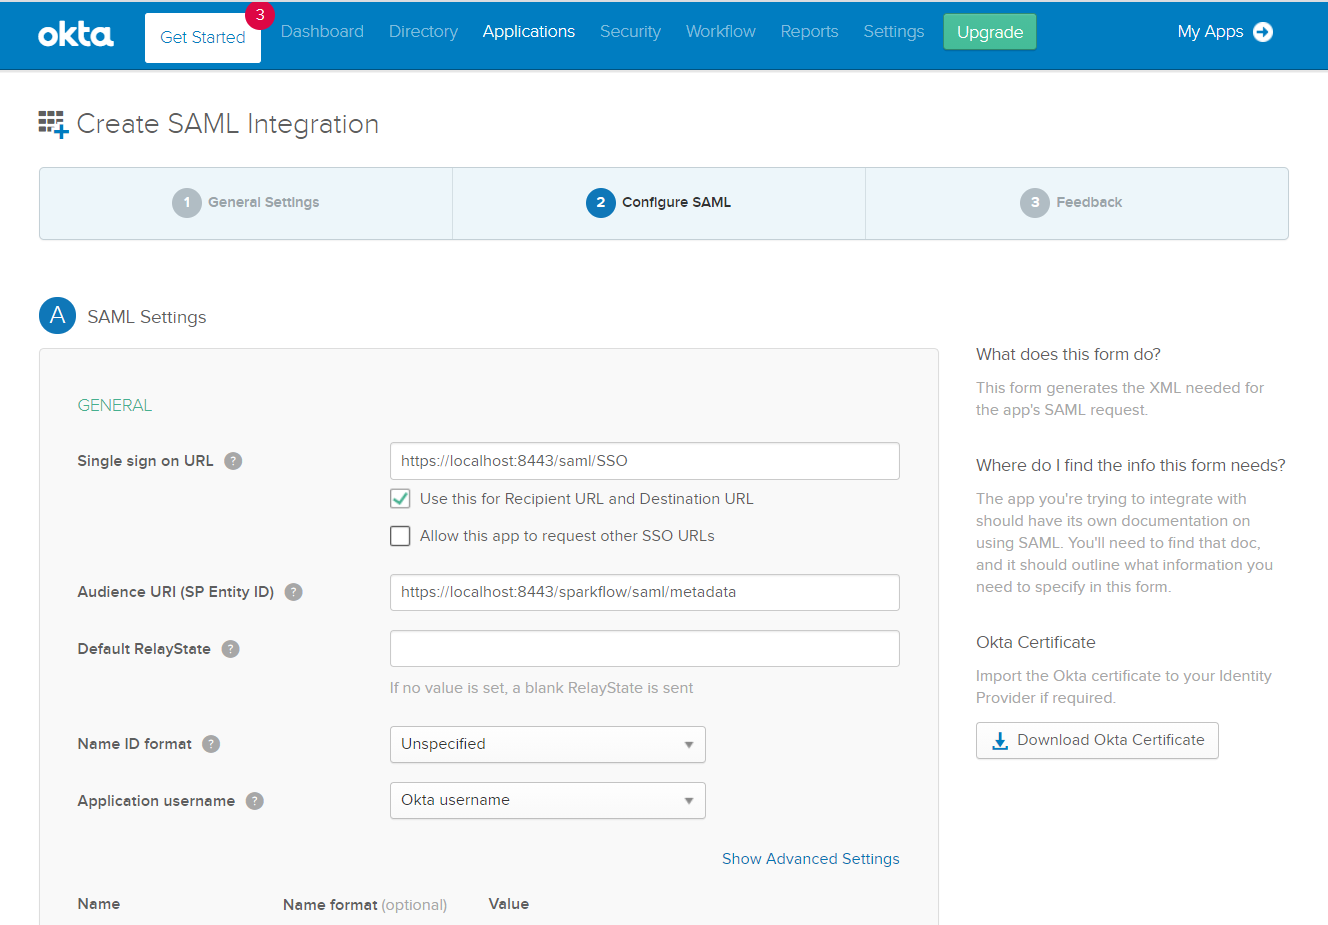 okta
Get Started
3
Dashboard
Directory
Applications
Security
Workflow
Reports
Settings
Upgrade
My Apps
Create SAML Integration
1 General Settings
2 Configure SAML
3 Feedback
A SAML Settings
GENERAL
Single sign on URL ?
https://localhost:8443/saml/SSO
Use this for Recipient URL and Destination URL
Allow this app to request other SSO URLs
Audience URI (SP Entity ID) ?
https://localhost:8443/sparkflow/saml/metadata
Default RelayState ?
If no value is set, a blank RelayState is sent
Name ID format ?
Unspecified
Application username ?
Okta username
Show Advanced Settings
Name
Name format (optional)
Value
What does this form do?
This form generates the XML needed for
the app's SAML request.
Where do I find the info this form needs?
The app you're trying to integrate with
should have its own documentation on
using SAML. You'll need to find that doc,
and it should outline what information you
need to specify in this form.
Okta Certificate
Import the Okta certificate to your Identity
Provider if required.
Download Okta Certificate